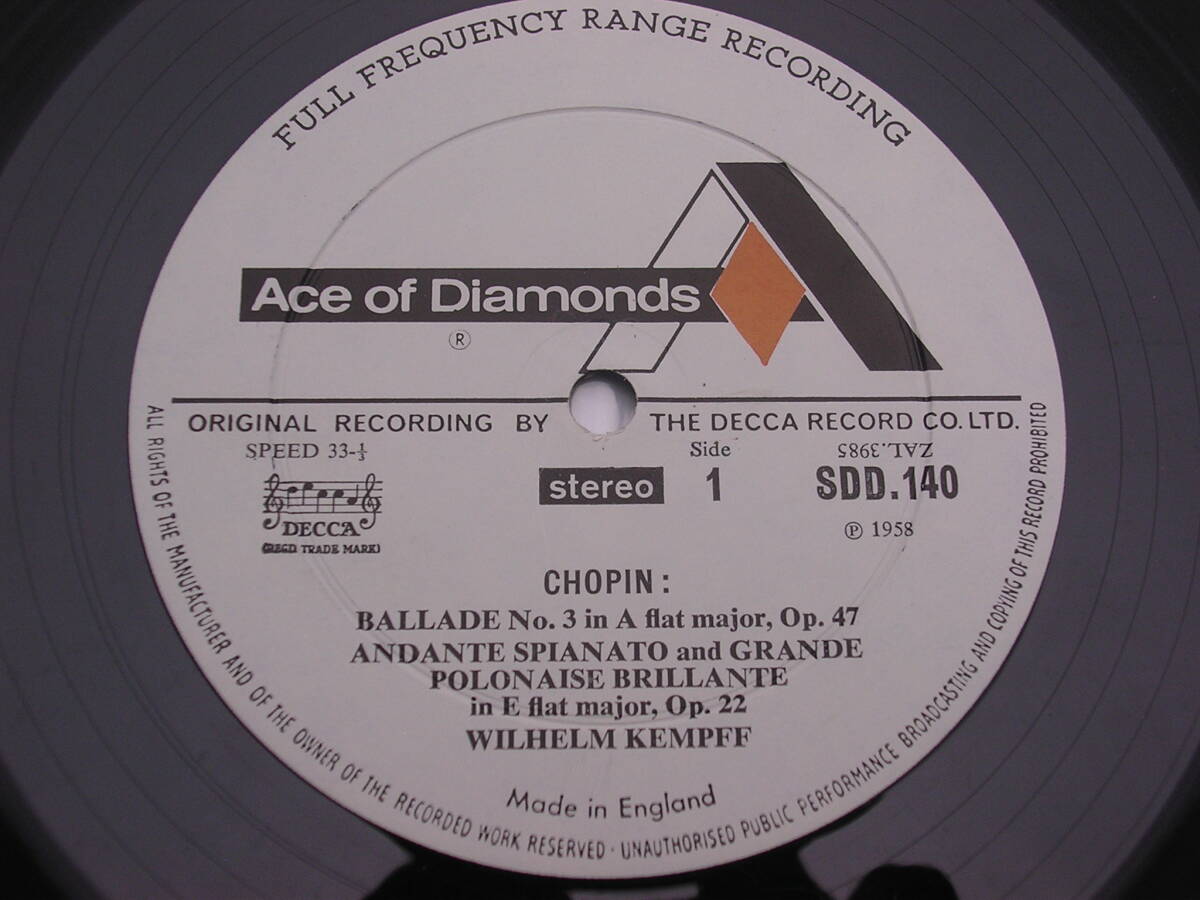 FULL FREQUENCY RANGE RECORDING
Ace of Diamonds
®
ORIGINAL RECORDING BY THE DECCA RECORD CO. LTD.
SPEED 33-⅓
Side
ZAL.3985
stereo
1
SDD.140
DECCA
(REGD TRADE MARK)
℗ 1958
CHOPIN:
BALLADE No. 3 in A flat major, Op. 47
ANDANTE SPIANATO and GRANDE
POLONAISE BRILLANTE
in E flat major, Op. 22
WILHELM KEMPFF
Made in England
ALL RIGHTS OF THE MANUFACTURER AND OF THE OWNER OF THE RECORDED WORK RESERVED · UNAUTHORISED PUBLIC PERFORMANCE BROADCASTING AND COPYING OF THIS RECORD PROHIBITED